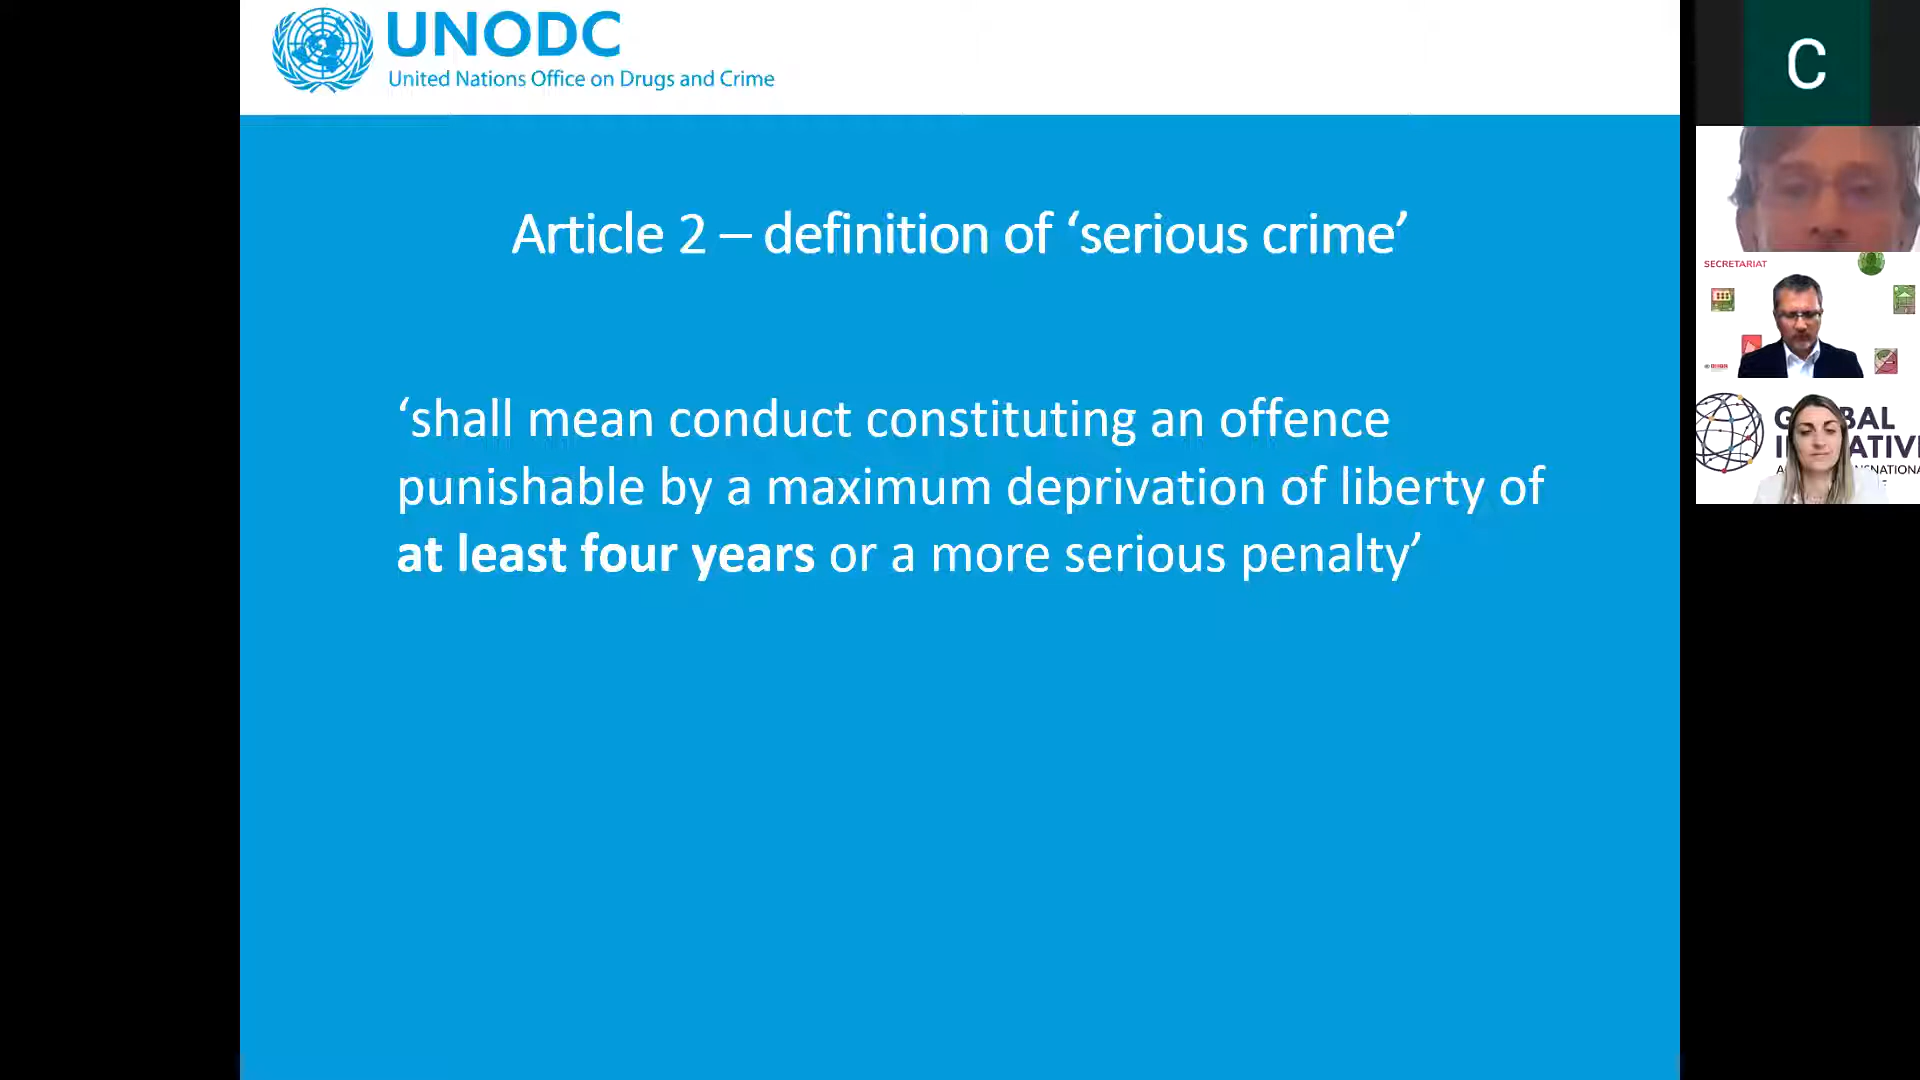 UNODC
United Nations Office on Drugs and Crime
Article 2 – definition of ‘serious crime’
‘shall mean conduct constituting an offence
punishable by a maximum deprivation of liberty of
at least four years or a more serious penalty’
C
SECRETARIAT